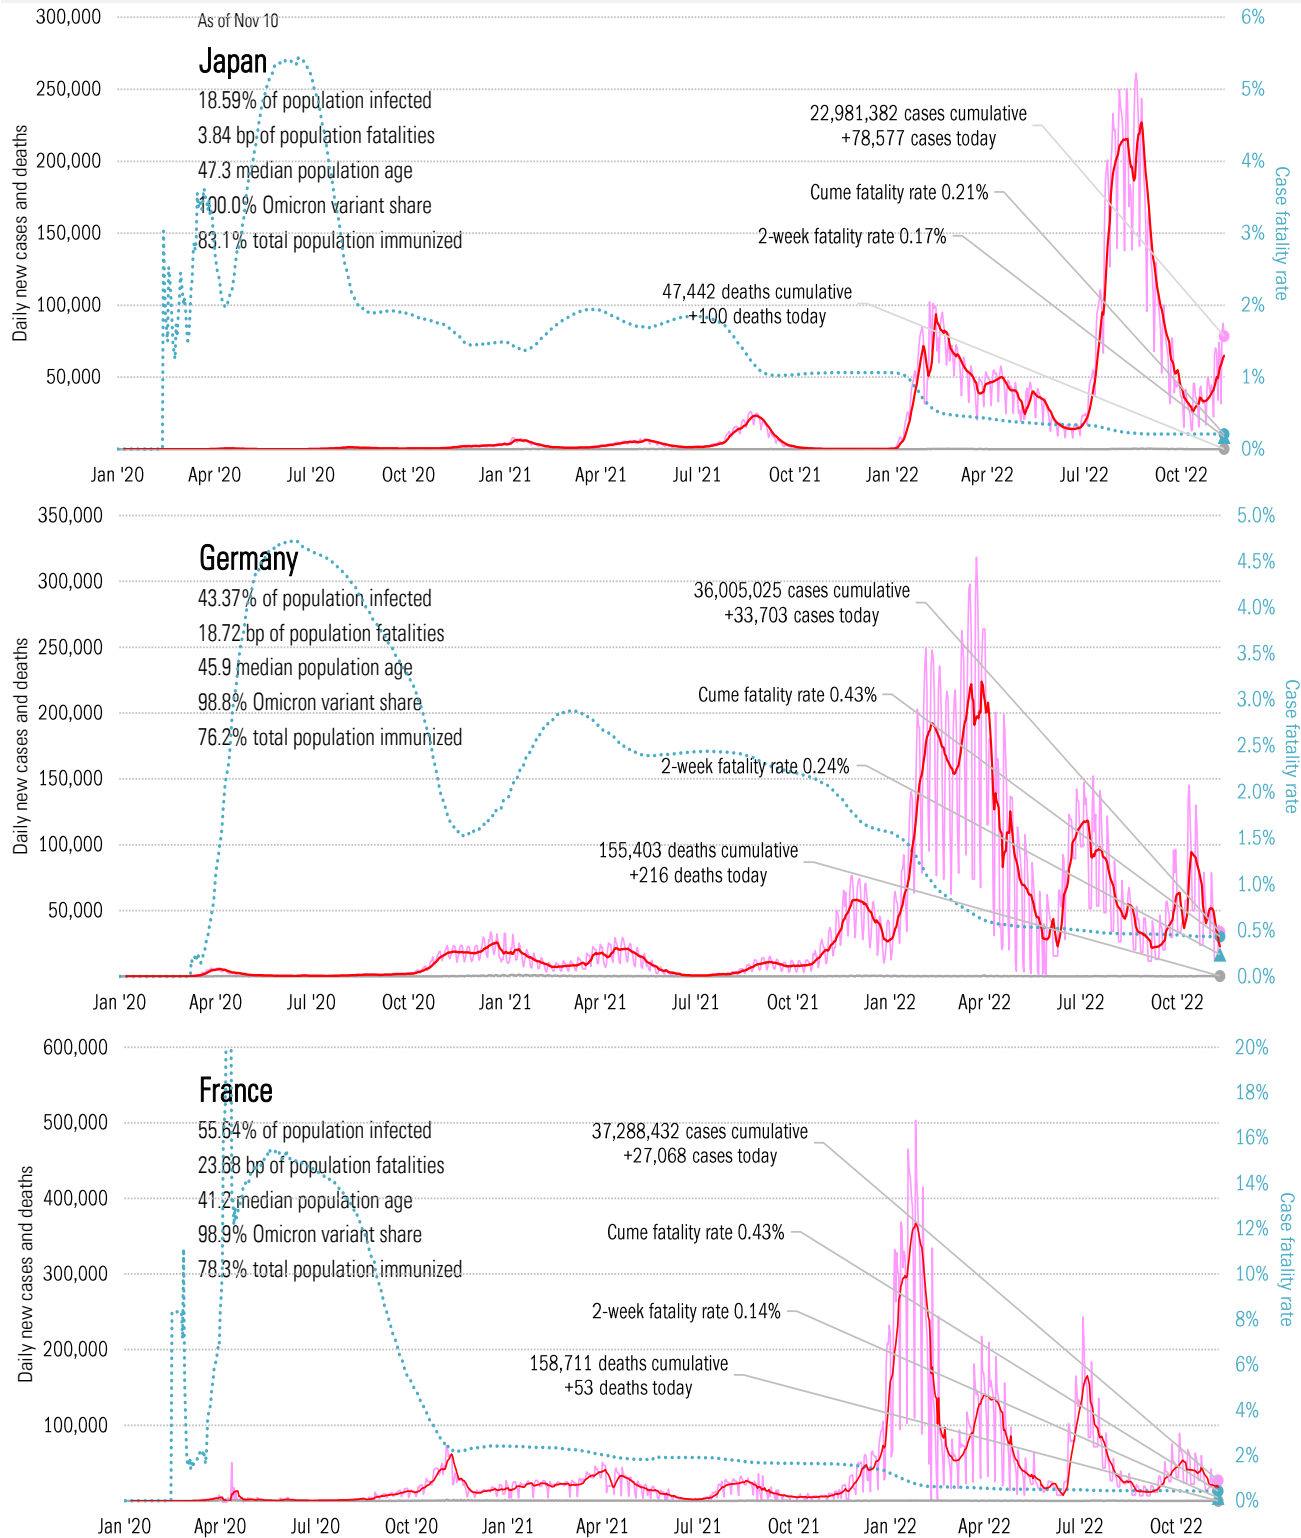 300,000
As of Nov 10
6%
Japan
250,000
5%
18.59% of population infected
22,981,382 cases cumulative
+78,577 cases today
3.84 bp of population fatalities
200,000
4%
47.3 median population age
Cume fatality rate 0.21%
100.0% Omicron variant share
150,000
3%
83.1% total population immunized
2-week fatality rate 0.17%
47,442 deaths cumulative
+100 deaths today
100,000
2%
50,000
1%
0%
Daily new cases and deaths
Case fatality rate
Jan '20 Apr '20 Jul '20 Oct '20 Jan '21 Apr '21 Jul '21 Oct '21 Jan '22 Apr '22 Jul '22 Oct '22
350,000
5.0%
Germany
4.5%
300,000
43.37% of population infected
36,005,025 cases cumulative
+33,703 cases today
4.0%
18.72 bp of population fatalities
250,000
3.5%
45.9 median population age
Cume fatality rate 0.43%
98.8% Omicron variant share
3.0%
200,000
76.2% total population immunized
2.5%
2-week fatality rate 0.24%
150,000
2.0%
1.5%
100,000
155,403 deaths cumulative
+216 deaths today
1.0%
50,000
0.5%
0.0%
Daily new cases and deaths
Case fatality rate
Jan '20 Apr '20 Jul '20 Oct '20 Jan '21 Apr '21 Jul '21 Oct '21 Jan '22 Apr '22 Jul '22 Oct '22
600,000
20%
France
18%
500,000
55.64% of population infected
37,288,432 cases cumulative
+27,068 cases today
16%
23.68 bp of population fatalities
14%
400,000
41.2 median population age
98.9% Omicron variant share
Cume fatality rate 0.43%
12%
78.3% total population immunized
300,000
10%
2-week fatality rate 0.14%
8%
200,000
158,711 deaths cumulative
+53 deaths today
6%
4%
100,000
2%
0%
Daily new cases and deaths
Case fatality rate
Jan '20 Apr '20 Jul '20 Oct '20 Jan '21 Apr '21 Jul '21 Oct '21 Jan '22 Apr '22 Jul '22 Oct '22